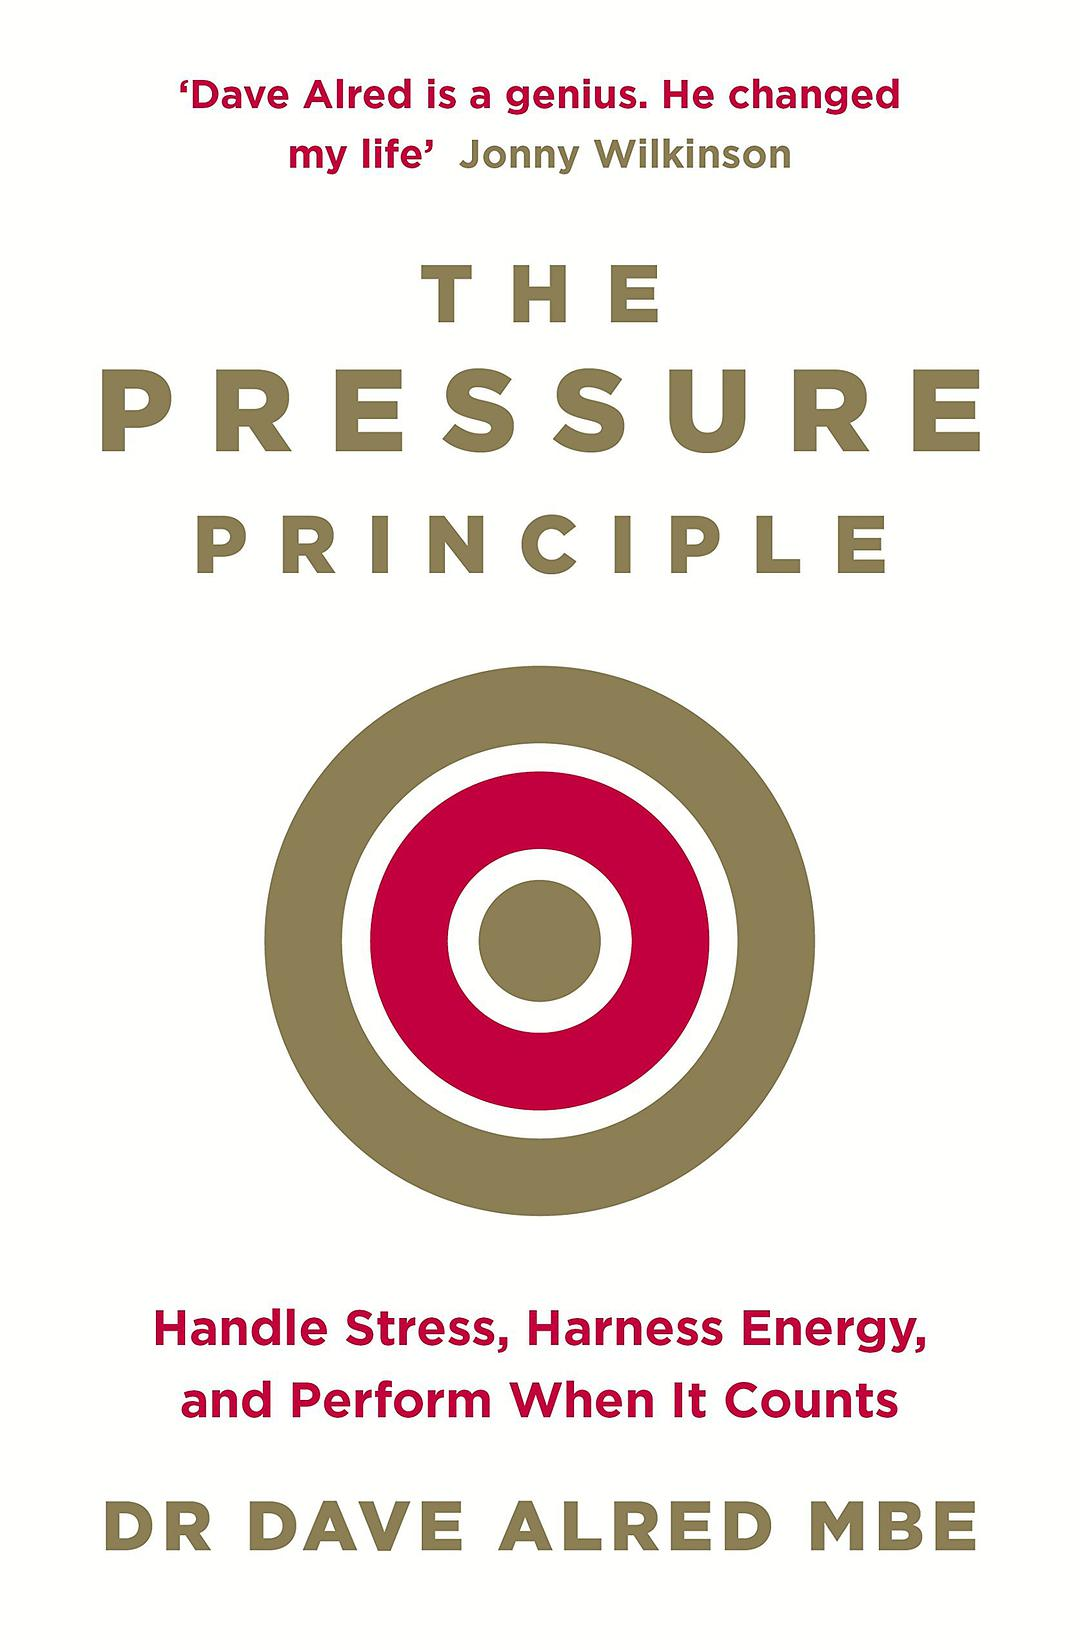 ‘Dave Alred is a genius. He changed
my life’ Jonny Wilkinson
THE
PRESSURE
PRINCIPLE
Handle Stress, Harness Energy,
and Perform When It Counts
DR DAVE ALRED MBE